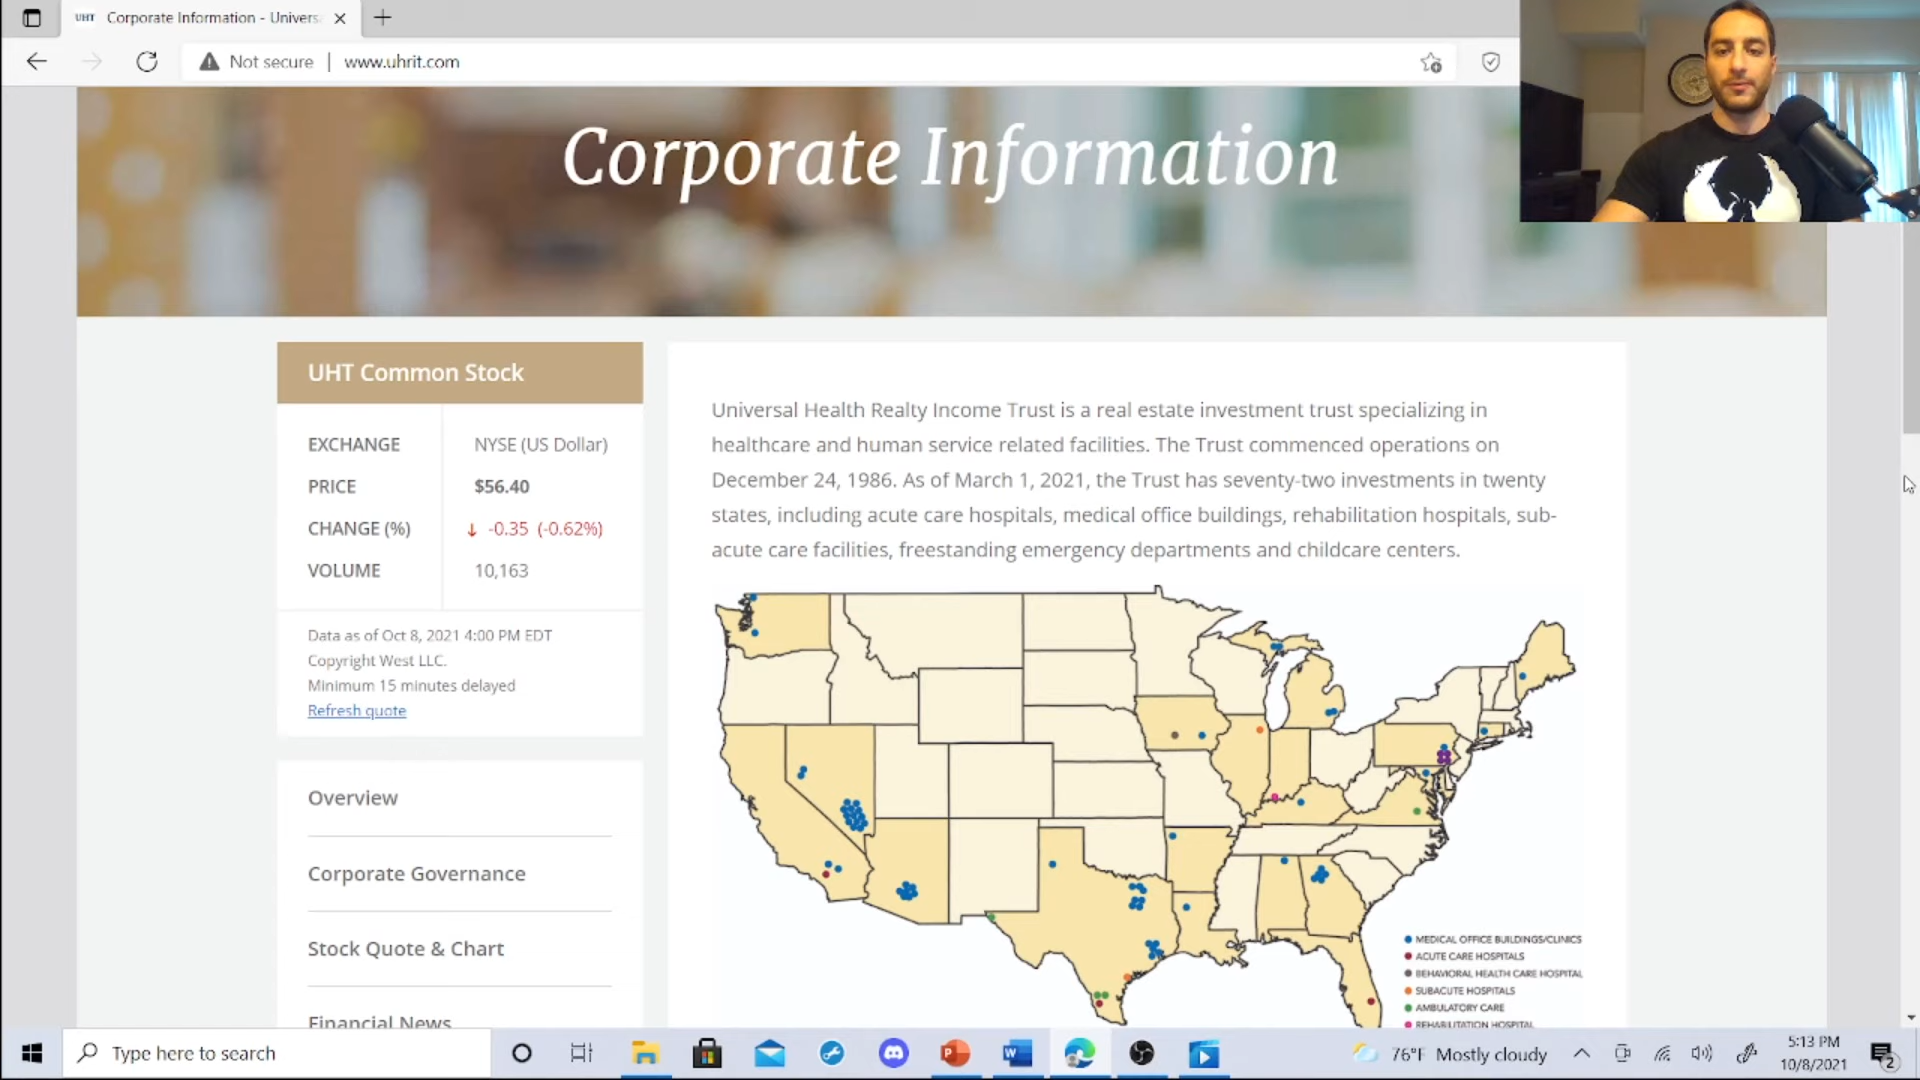 UHT Corporate Information - Univers
Not secure | www.uhrit.com
Corporate Information
UHT Common Stock
EXCHANGE NYSE (US Dollar)
PRICE $56.40
CHANGE (%) ↓ -0.35 (-0.62%)
VOLUME 10,163
Data as of Oct 8, 2021 4:00 PM EDT
Copyright West LLC.
Minimum 15 minutes delayed
Refresh quote
Overview
Corporate Governance
Stock Quote & Chart
Financial News
Universal Health Realty Income Trust is a real estate investment trust specializing in
healthcare and human service related facilities. The Trust commenced operations on
December 24, 1986. As of March 1, 2021, the Trust has seventy-two investments in twenty
states, including acute care hospitals, medical office buildings, rehabilitation hospitals, sub-
acute care facilities, freestanding emergency departments and childcare centers.
MEDICAL OFFICE BUILDINGS/CLINICS
ACUTE CARE HOSPITALS
BEHAVIORAL HEALTH CARE HOSPITAL
SUBACUTE HOSPITALS
AMBULATORY CARE
REHABILITATION HOSPITAL
Type here to search
76°F Mostly cloudy
5:13 PM
10/8/2021
2